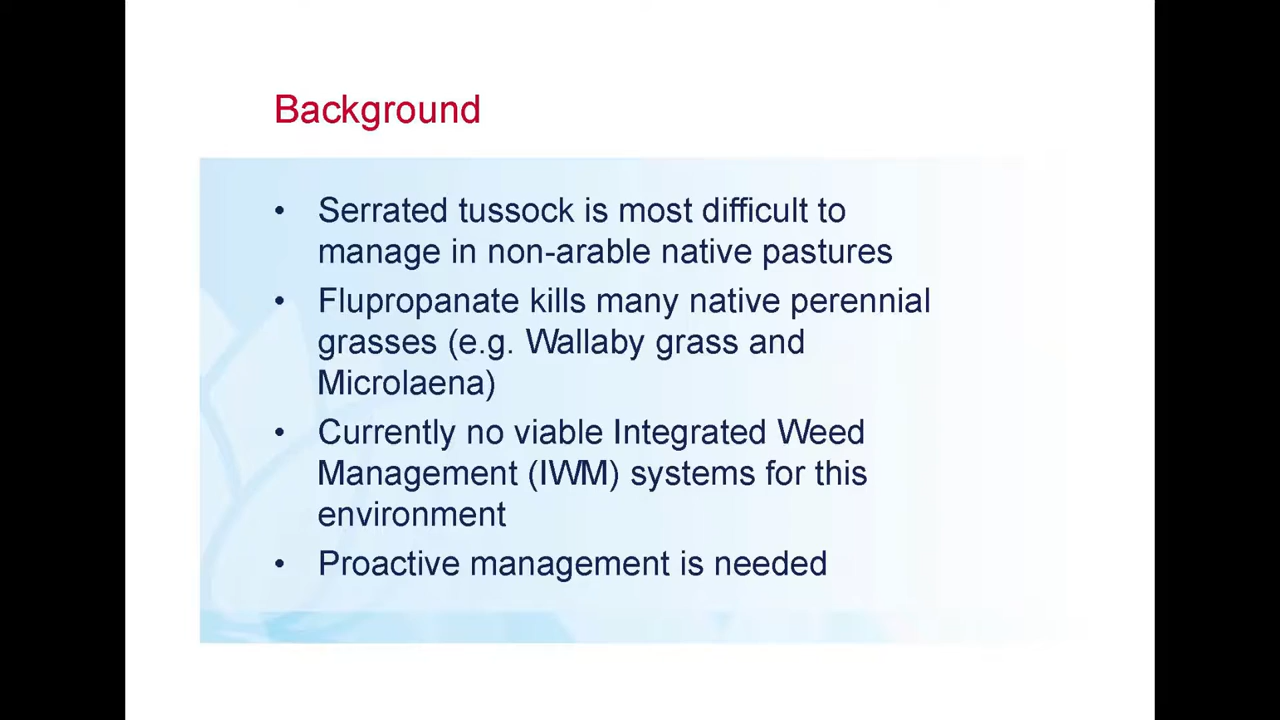 Background
• Serrated tussock is most difficult to
manage in non-arable native pastures
• Flupropanate kills many native perennial
grasses (e.g. Wallaby grass and
Microlaena)
• Currently no viable Integrated Weed
Management (IWM) systems for this
environment
• Proactive management is needed